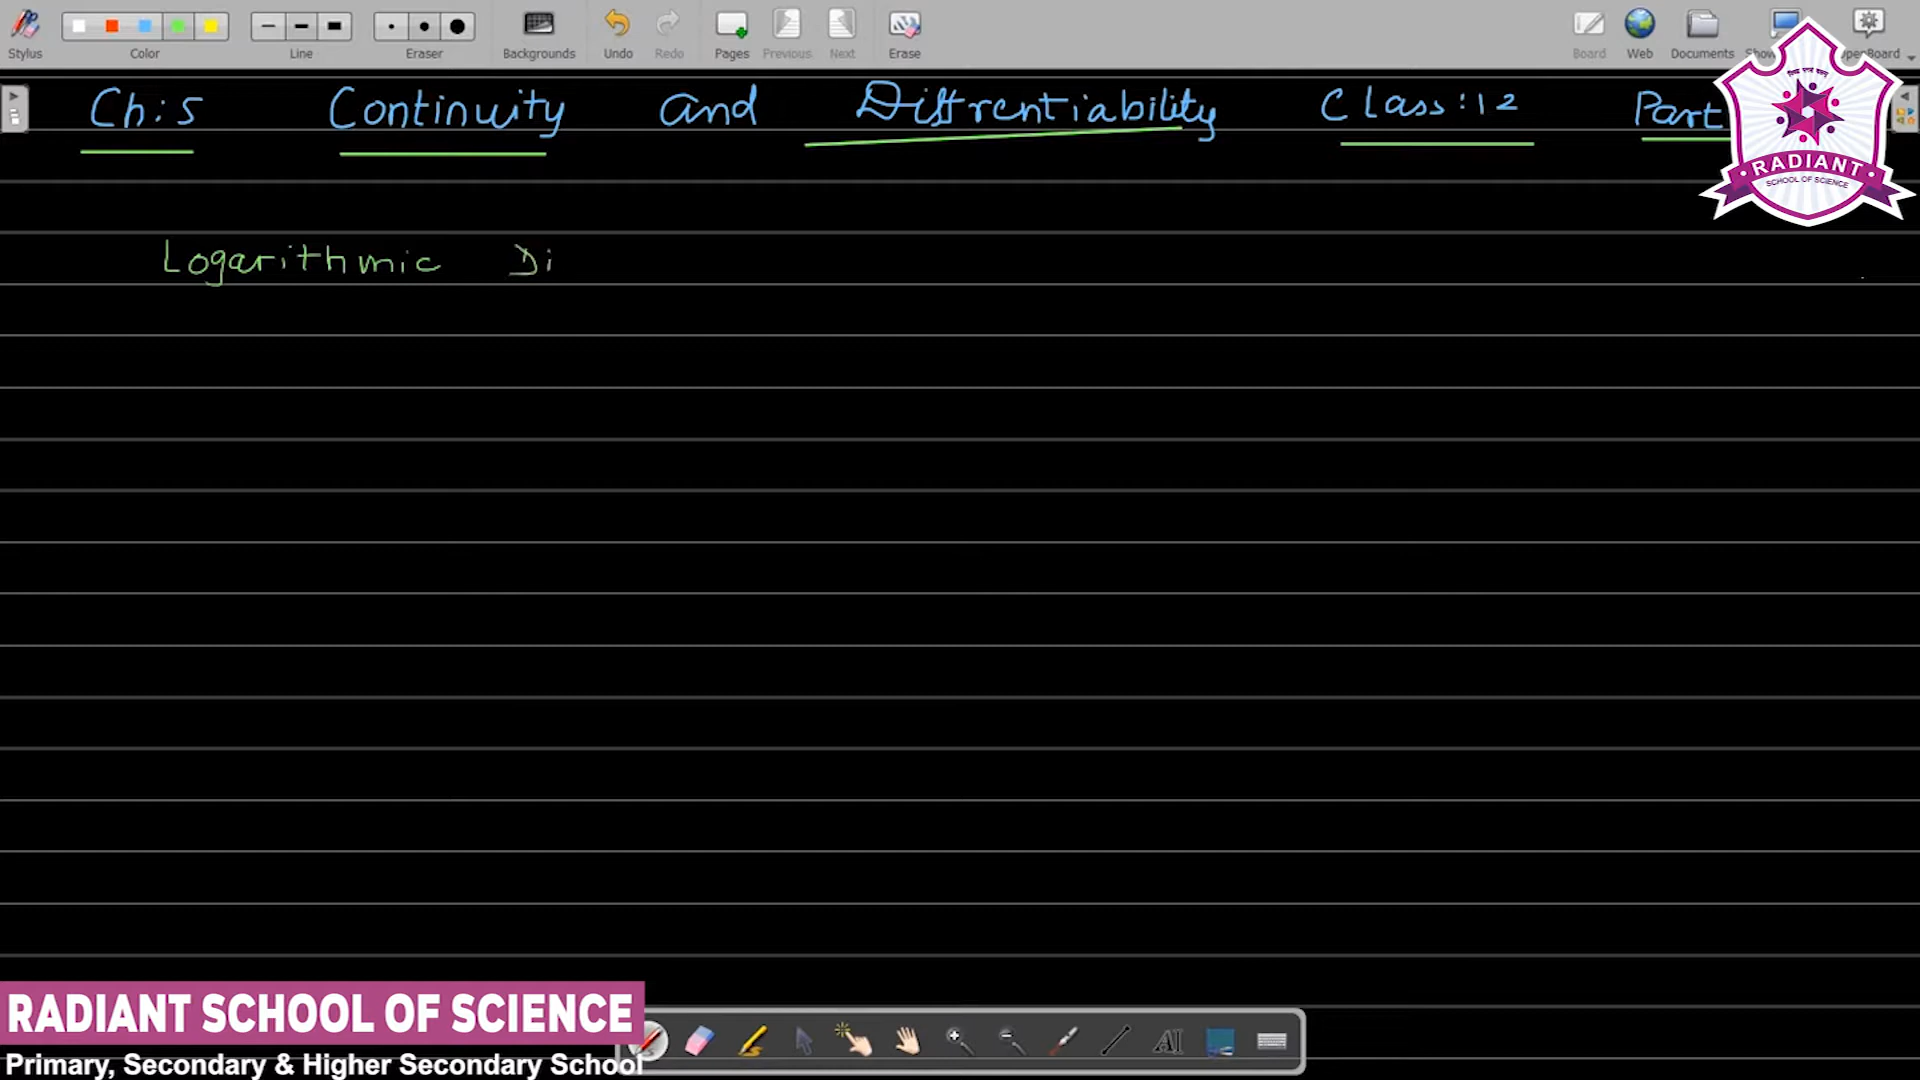 Stylus Color Line Eraser Backgrounds Undo Redo Pages Previous Next Erase Board Web Documents
Ch:5 Continuity and Diffrentiability Class:12 Part
RADIANT
SCHOOL OF SCIENCE
Logarithmic Di
RADIANT SCHOOL OF SCIENCE
Primary, Secondary & Higher Secondary School